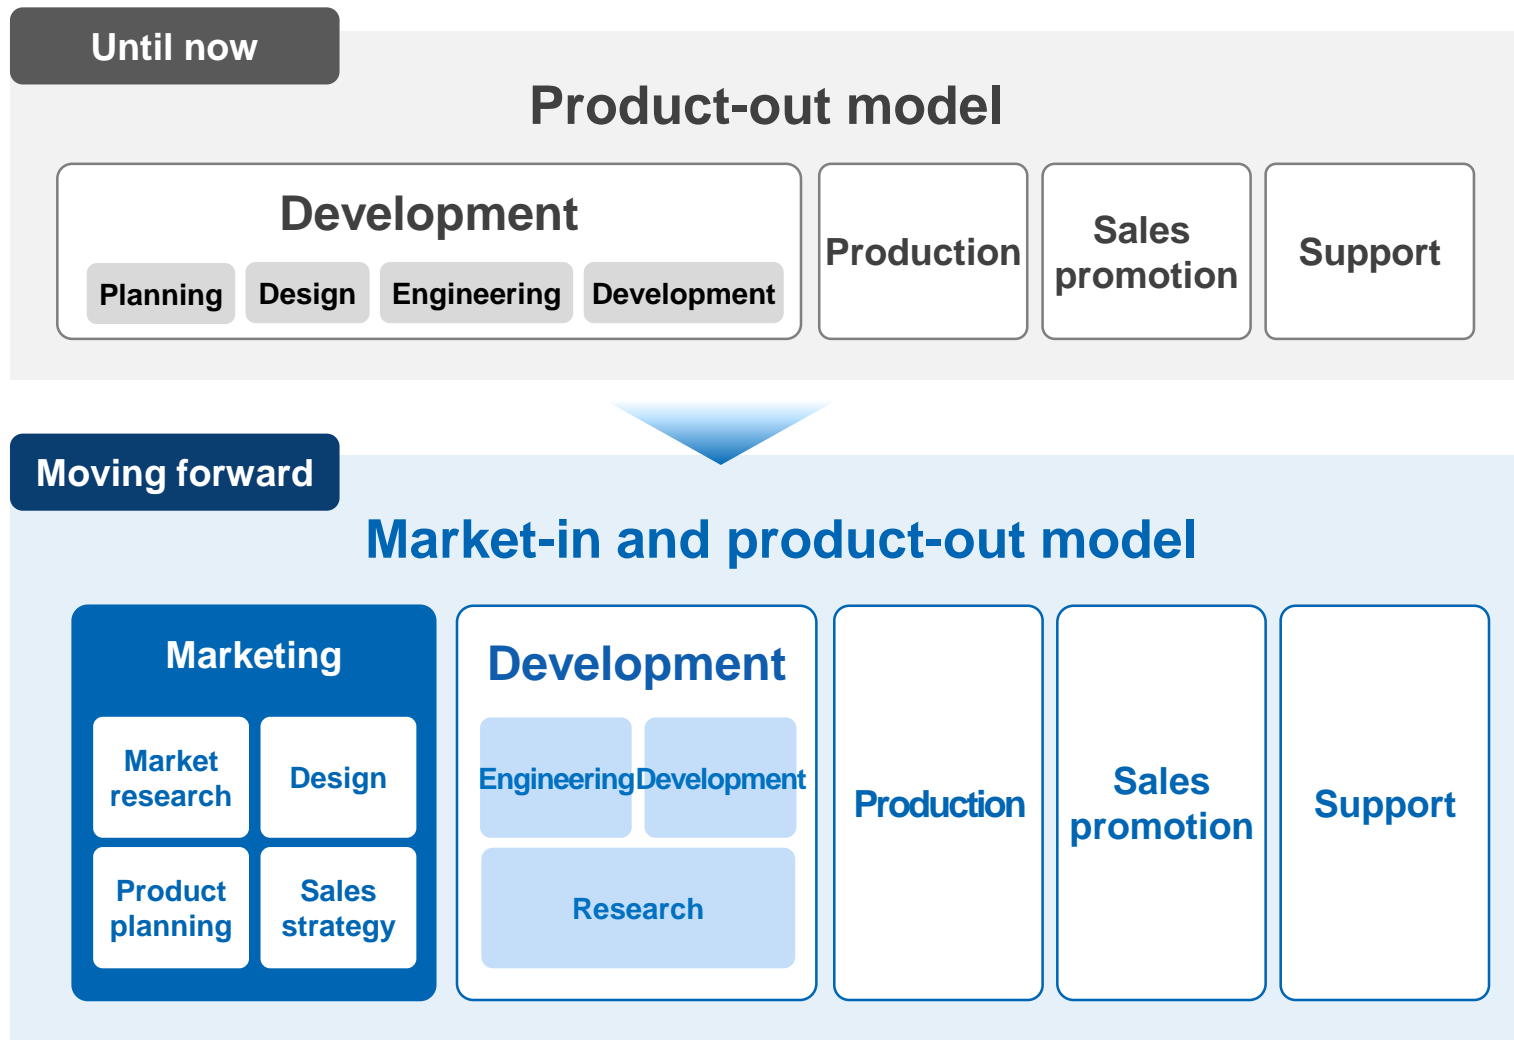 Until now
Product-out model
Development
Planning
Design
Engineering
Development
Production
Sales
promotion
Support
Moving forward
Market-in and product-out model
Marketing
Market
research
Design
Product
planning
Sales
strategy
Development
Engineering
Development
Research
Production
Sales
promotion
Support